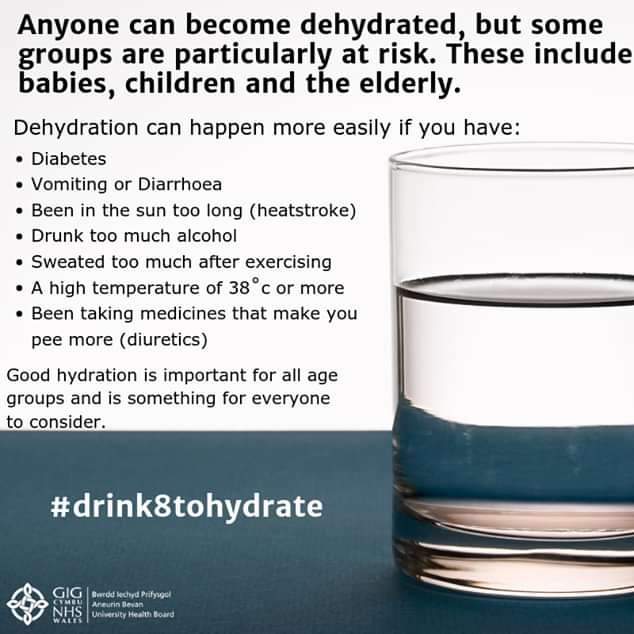 Anyone can become dehydrated, but some
groups are particularly at risk. These include
babies, children and the elderly.
Dehydration can happen more easily if you have:
• Diabetes
• Vomiting or Diarrhoea
• Been in the sun too long (heatstroke)
• Drunk too much alcohol
• Sweated too much after exercising
• A high temperature of 38°c or more
• Been taking medicines that make you
pee more (diuretics)
Good hydration is important for all age
groups and is something for everyone
to consider.
#drink8tohydrate
GIG
CYMRU
NHS
WALES
Bwrdd Iechyd Prifysgol
Aneurin Bevan
University Health Board